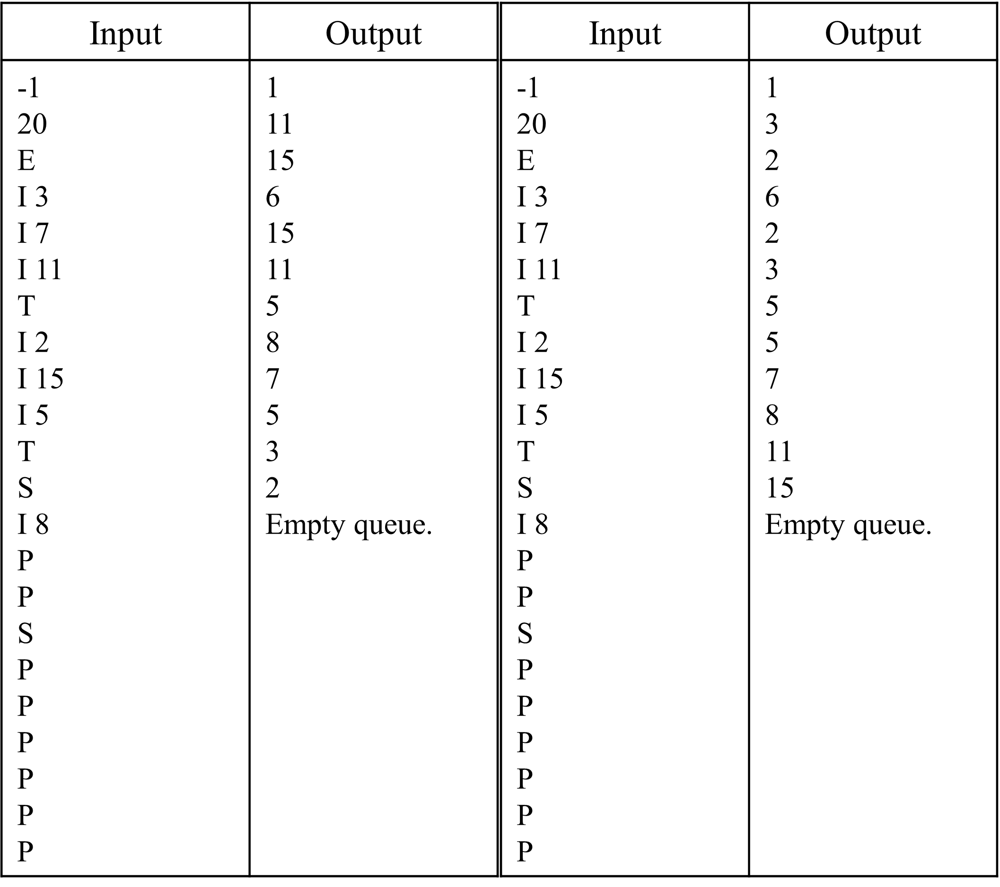 Input Output Input Output
-1 1 -1 1
20 11 20 3
E 15 E 2
I 3 6 I 3 6
I 7 15 I 7 2
I 11 11 I 11 3
T 5 T 5
I 2 8 I 2 5
I 15 7 I 15 7
I 5 5 I 5 8
T 3 T 11
S 2 S 15
I 8 Empty queue. I 8 Empty queue.
P P
P P
S S
P P
P P
P P
P P
P P
P P